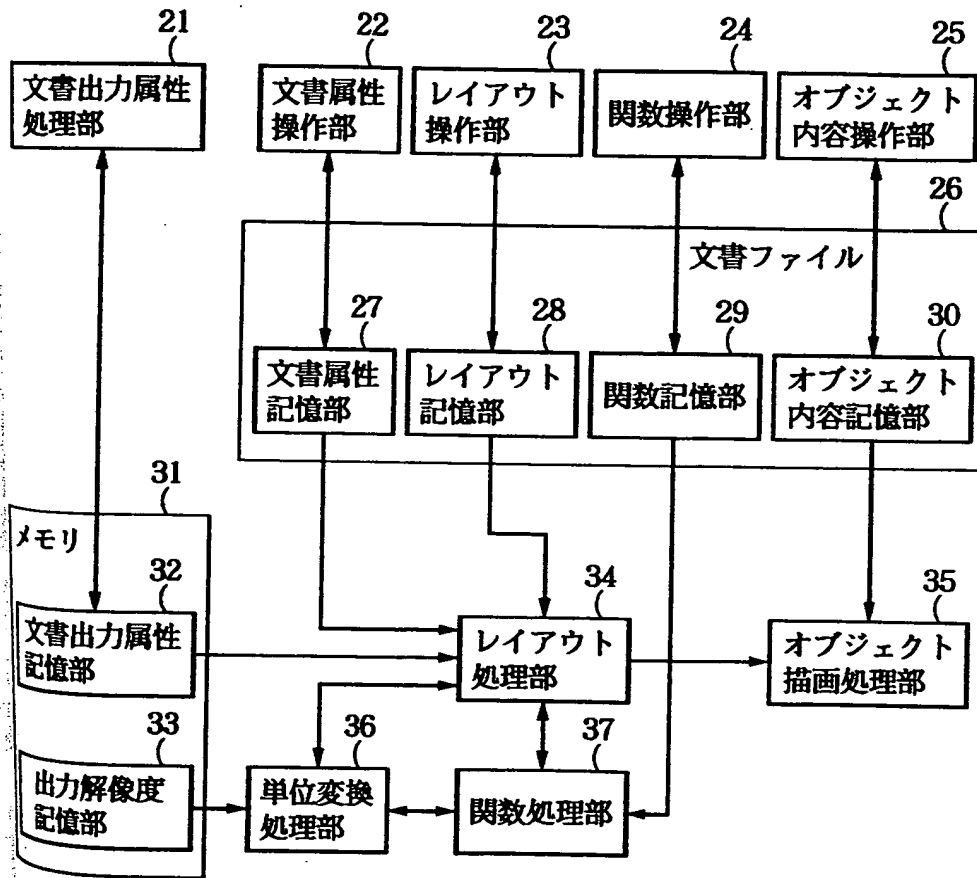 21
文書出力属性
処理部
22
文書属性
操作部
23
レイアウト
操作部
24
関数操作部
25
オブジェクト
内容操作部
26
文書ファイル
27
文書属性
記憶部
28
レイアウト
記憶部
29
関数記憶部
30
オブジェクト
内容記憶部
31
メモリ
32
文書出力属性
記憶部
33
出力解像度
記憶部
34
レイアウト
処理部
35
オブジェクト
描画処理部
36
単位変換
処理部
37
関数処理部